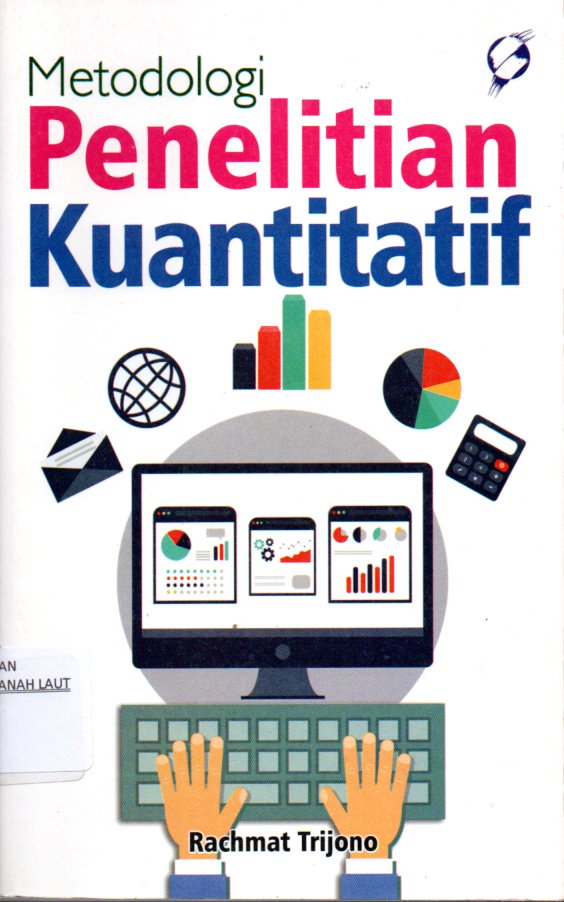 Metodologi
Penelitian
Kuantitatif
AN
ANAH LAUT
Rachmat Trijono